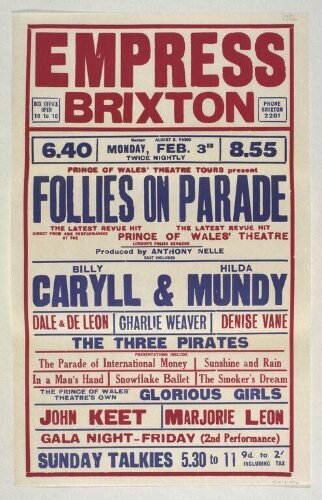 1936
EMPRESS
BOX OFFICE OPEN 10 to 10
BRIXTON
PHONE BRIXTON 2201
6.40
Manager ALBERT G.
MONDAY, FEB. 3rd
TWICE NIGHTLY
8.55
PRINCE OF WALES' THEATRE TOURS present
FOLLIES ON PARADE
THE LATEST REVUE HIT THE LATEST REVUE HIT
DIRECT FROM PERFORMANCES AT THE
PRINCE OF WALES' THEATRE
LONDON'S FOLIES BERGERE
Produced by ANTHONY NELLE
CAST INCLUDES
BILLY HILDA
CARYLL & MUNDY
DALE & DE LEON CHARLIE WEAVER DENISE VANE
THE THREE PIRATES
PRESENTATIONS INCLUDE
The Parade of International Money Sunshine and Rain
In a Man's Hand Snowflake Ballet The Smoker's Dream
THE PRINCE OF WALES' THEATRE'S OWN GLORIOUS GIRLS
JOHN KEET MARJORIE LEON
GALA NIGHT-FRIDAY (2nd Performance)
SUNDAY TALKIES 5.30 to 11 9d. to 2/- INCLUDING TAX